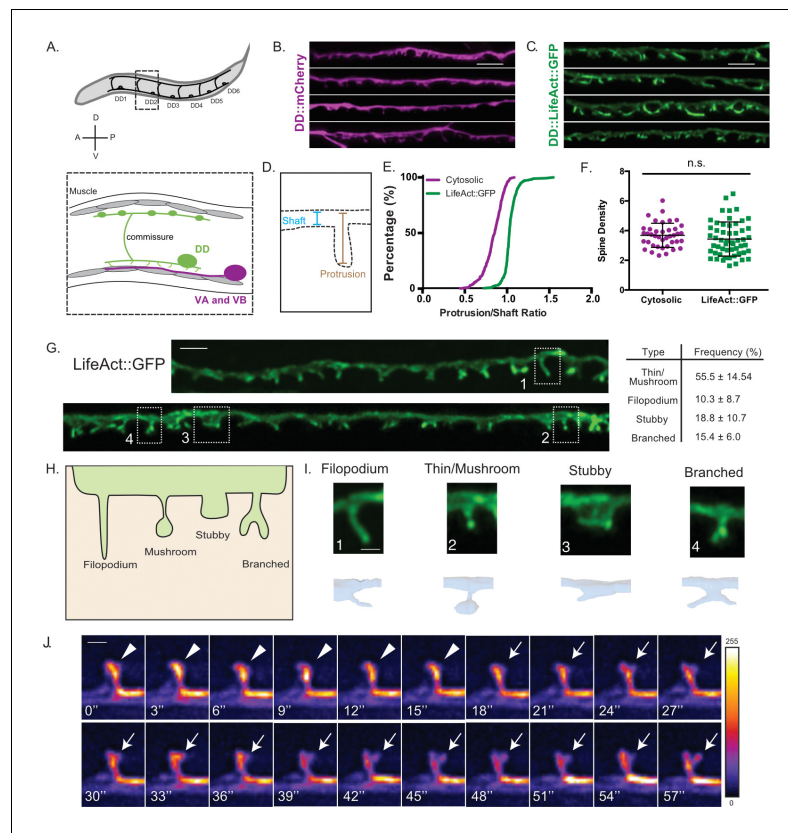 A.
DD1
DD2
DD3
DD4
DD5
DD6
D
A
P
V
B.
DD::mCherry
C.
DD::LifeAct::GFP
Muscle
commissure
DD
VA and VB
D.
Shaft
Protrusion
E.
Percentage (%)
100
50
0
Cytosolic
LifeAct::GFP
0.0
0.5
1.0
1.5
2.0
Protrusion/Shaft Ratio
F.
n.s.
Spine Density
8
6
4
2
0
Cytosolic
LifeAct::GFP
G.
LifeAct::GFP
1
4
3
2
Type
Frequency (%)
Thin/
Mushroom
55.5 ± 14.54
Filopodium
10.3 ± 8.7
Stubby
18.8 ± 10.7
Branched
15.4 ± 6.0
H.
Filopodium
Mushroom
Stubby
Branched
I.
Filopodium
Thin/Mushroom
Stubby
Branched
1
2
3
4
J.
0’’
3’’
6’’
9’’
12’’
15’’
18’’
21’’
24’’
27’’
30’’
33’’
36’’
39’’
42’’
45’’
48’’
51’’
54’’
57’’
255
0